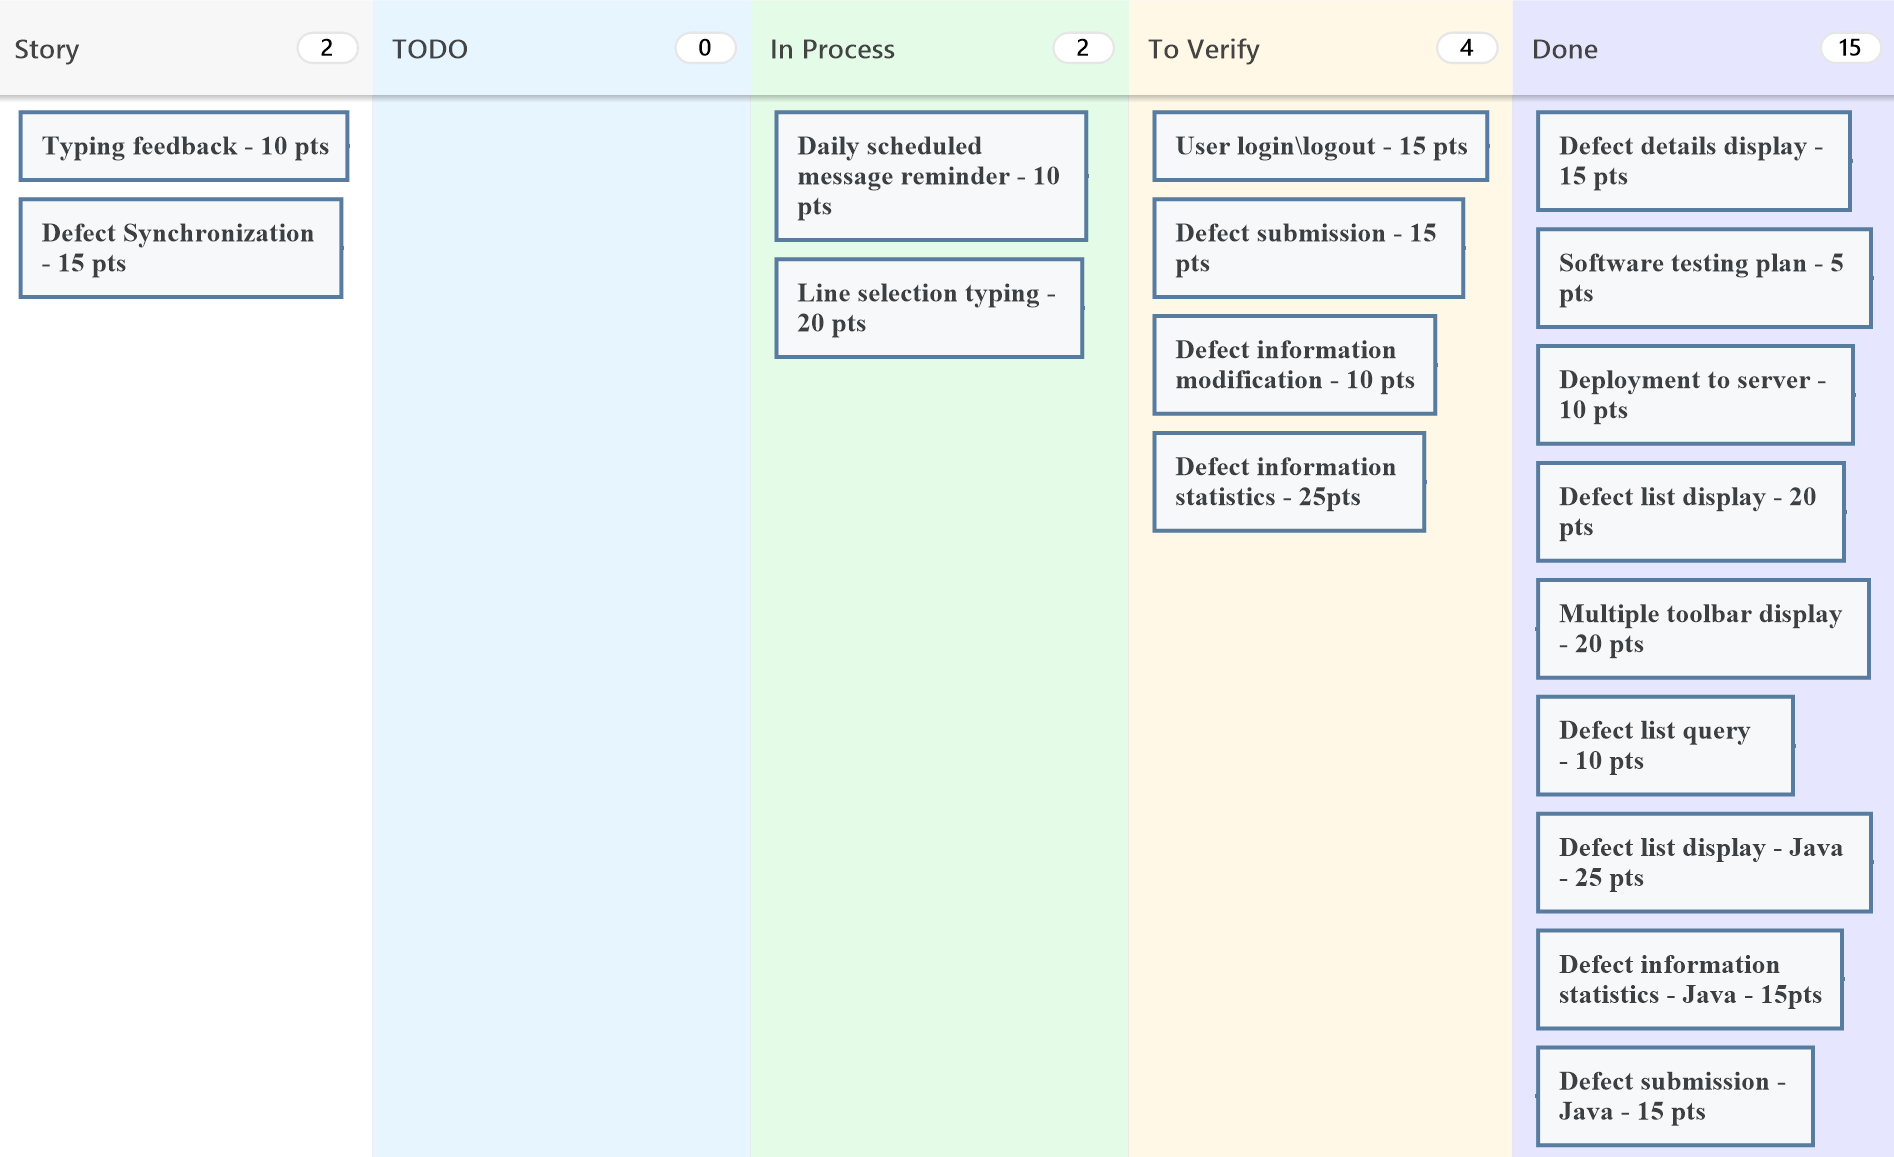 Story 2
TODO 0
In Process 2
To Verify 4
Done 15
Typing feedback - 10 pts
Defect Synchronization
- 15 pts
Daily scheduled
message reminder - 10
pts
Line selection typing -
20 pts
User login\logout - 15 pts
Defect submission - 15
pts
Defect information
modification - 10 pts
Defect information
statistics - 25pts
Defect details display -
15 pts
Software testing plan - 5
pts
Deployment to server -
10 pts
Defect list display - 20
pts
Multiple toolbar display
- 20 pts
Defect list query
- 10 pts
Defect list display - Java
- 25 pts
Defect information
statistics - Java - 15pts
Defect submission -
Java - 15 pts